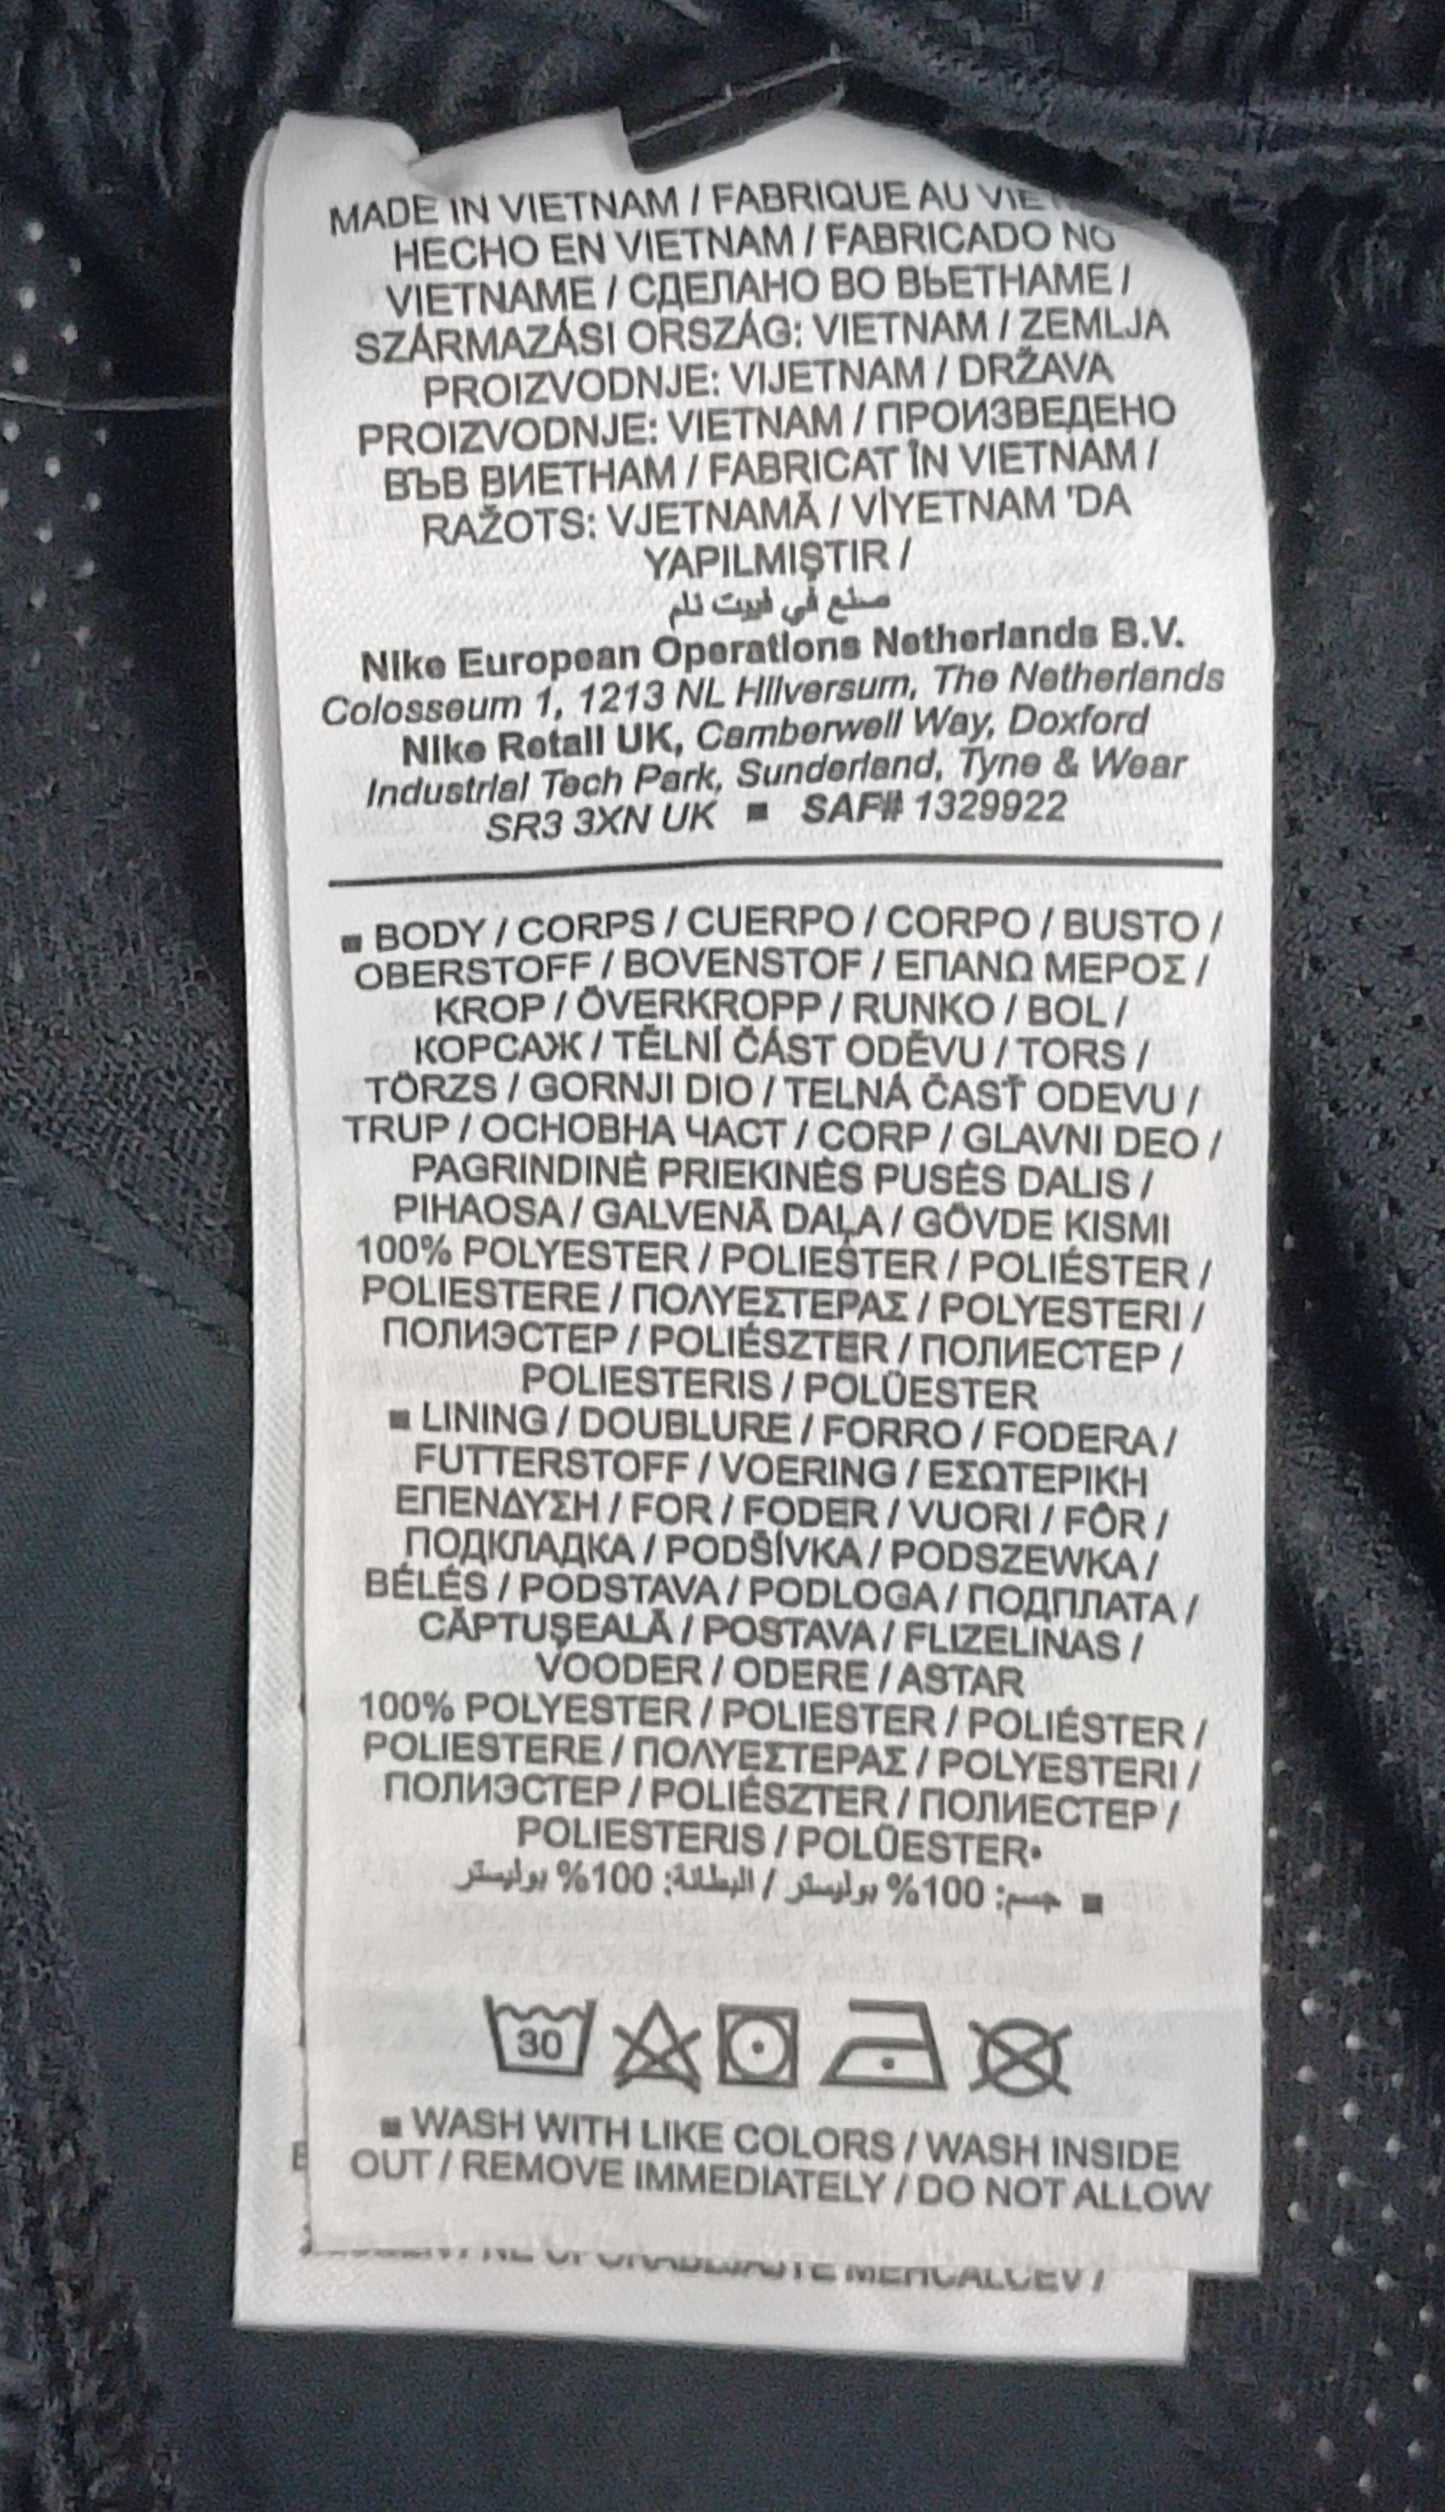 MADE IN VIETNAM / FABRIQUE AU
HECHO EN VIETNAM / FABRICADO NO
VIETNAME / СДЕЛАНО ВО ВЬЕТНАМЕ /
SZÁRMAZÁSI ORSZÁG: VIETNAM / ZEMLJA
PROIZVODNJE: VIJETNAM / DRŽAVA
PROIZVODNJE: VIETNAM / ПРОИЗВЕДЕНО
ВЪВ ВИЕТНАМ / FABRICAT ÎN VIETNAM /
RAŽOTS: VJETNAMĀ / VİYETNAM 'DA
YAPILMIŞTIR /
صنع في فييت نام
Nike European Operations Netherlands B.V.
Colosseum 1, 1213 NL Hilversum, The Netherlands
Nike Retail UK, Camberwell Way, Doxford
Industrial Tech Park, Sunderland, Tyne & Wear
SR3 3XN UK ■ SAF# 1329922
■ BODY / CORPS / CUERPO / CORPO / BUSTO /
OBERSTOFF / BOVENSTOF / ΕΠΑΝΩ ΜΕΡΟΣ /
KROP / ÖVERKROPP / RUNKO / BOL /
КОРСАЖ / TĚLNÍ ČÁST ODĚVU / TORS /
TÖRZS / GORNJI DIO / TELNÁ ČASŤ ODEVU /
TRUP / ОСНОВНА ЧАСТ / CORP / GLAVNI DEO /
PAGRINDINĖ PRIEKINĖS PUSĖS DALIS /
PIHAOSA / GALVENĀ DAĻA / GÖVDE KISMI
100% POLYESTER / POLIESTER / POLIÉSTER /
POLIESTERE / ΠΟΛΥΕΣΤΕΡΑΣ / POLYESTERI /
ПОЛИЭСТЕР / POLIÉSZTER / ПОЛИЕСТЕР /
POLIESTERIS / POLÜESTER
■ LINING / DOUBLURE / FORRO / FODERA /
FUTTERSTOFF / VOERING / ΕΣΩΤΕΡΙΚΗ
ΕΠΕΝΔΥΣΗ / FOR / FODER / VUORI / FÔR /
ПОДКЛАДКА / PODŠÍVKA / PODSZEWKA /
BÉLÉS / PODSTAVA / PODLOGA / ПОДПЛАТА /
CĂPTUȘEALĂ / POSTAVA / FLIZELINAS /
VOODER / ODERE / ASTAR
100% POLYESTER / POLIESTER / POLIÉSTER /
POLIESTERE / ΠΟΛΥΕΣΤΕΡΑΣ / POLYESTERI /
ПОЛИЭСТЕР / POLIÉSZTER / ПОЛИЕСТЕР /
POLIESTERIS / POLÜESTER•
■ جسم: 100% بوليستر / البطانة: 100% بوليستر
30
■ WASH WITH LIKE COLORS / WASH INSIDE
OUT / REMOVE IMMEDIATELY / DO NOT ALLOW